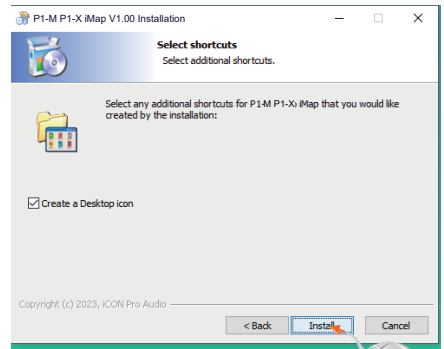 P1-M P1-X iMap V1.00 Installation
Select shortcuts
Select additional shortcuts.
Select any additional shortcuts for P1-M P1-X iMap that you would like
created by the installation:
Create a Desktop icon
Copyright (c) 2023, iCON Pro Audio
< Back
Install
Cancel